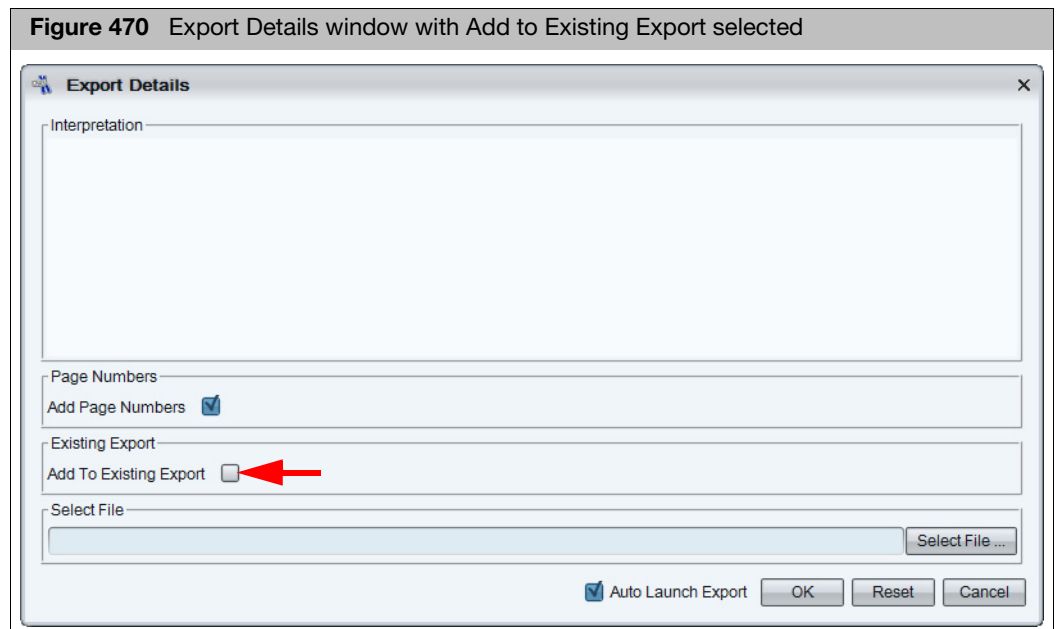 Figure 470 Export Details window with Add to Existing Export selected
Export Details
Interpretation
Page Numbers
Add Page Numbers
Existing Export
Add To Existing Export
Select File
Select File ...
Auto Launch Export OK Reset Cancel